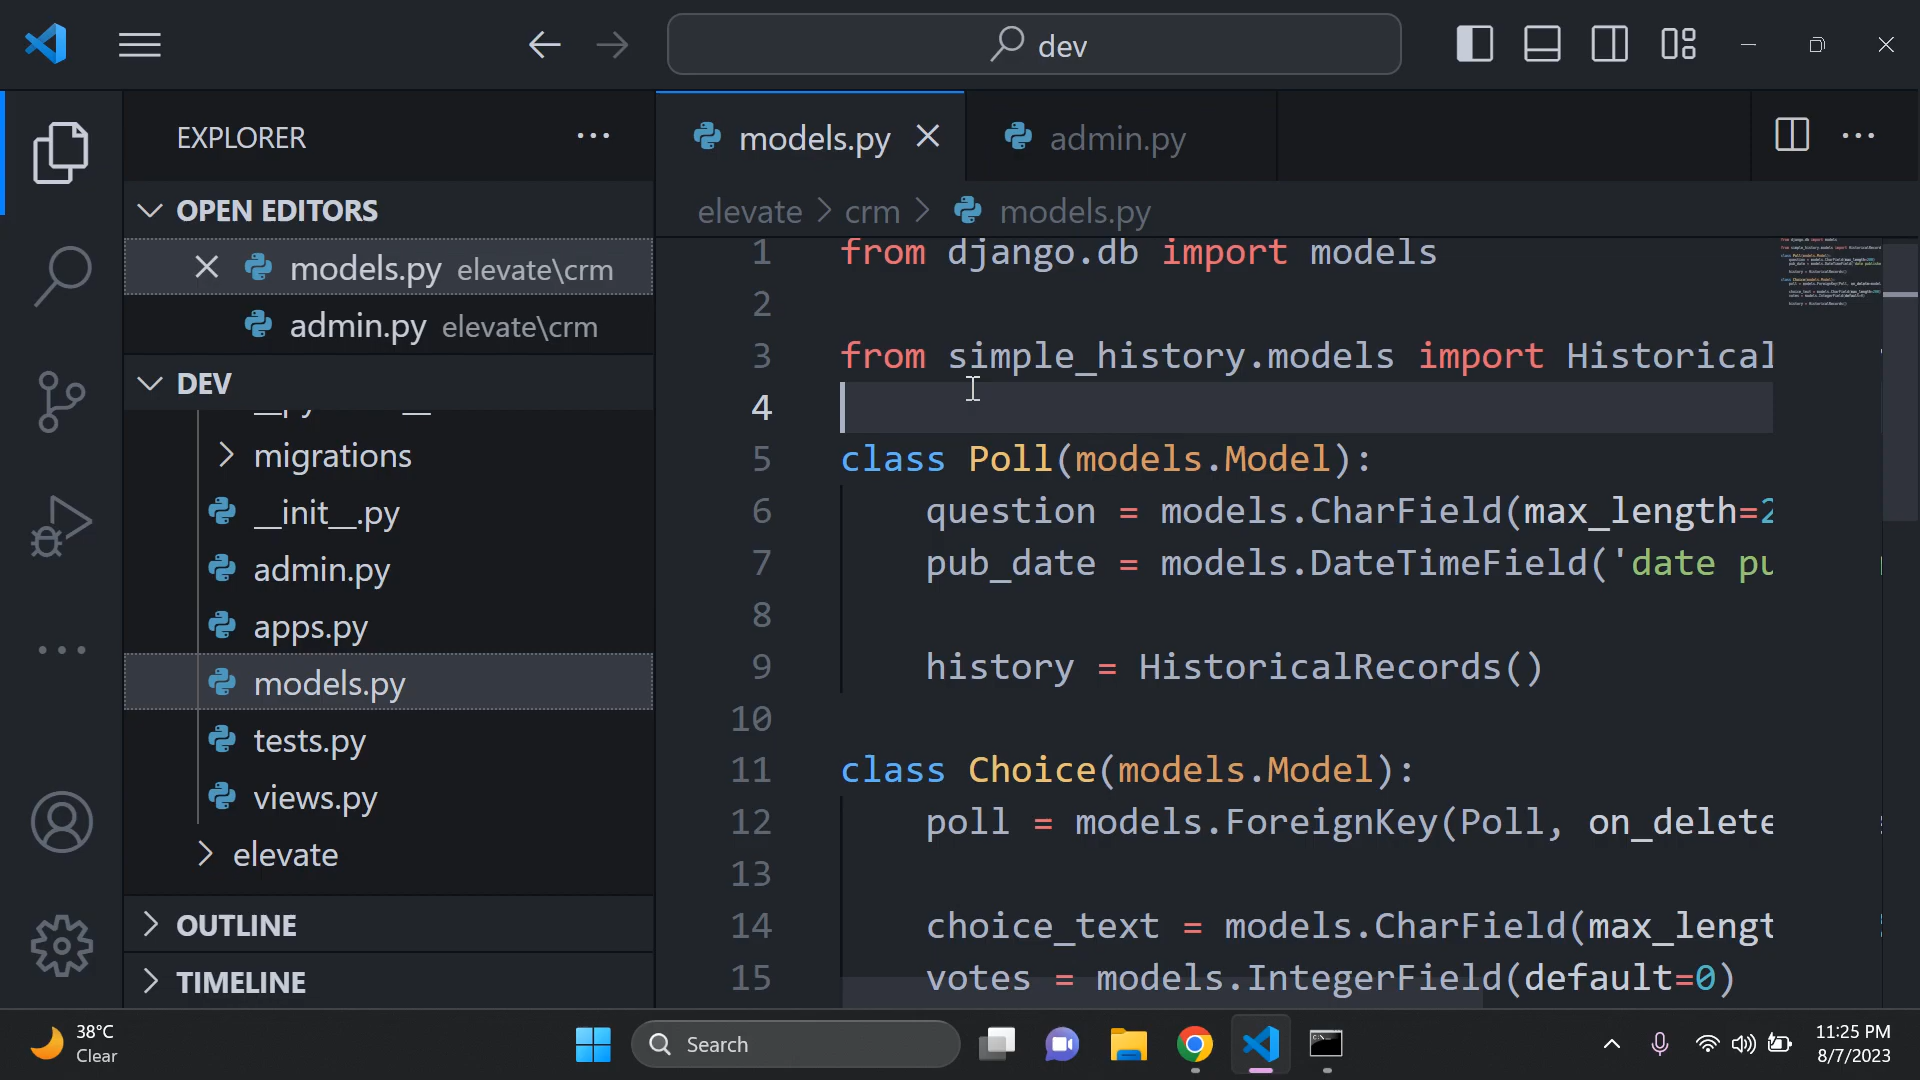 dev
EXPLORER
models.py
admin.py
OPEN EDITORS
elevate > crm > models.py
models.py elevate\crm
admin.py elevate\crm
DEV
migrations
__init__.py
admin.py
apps.py
models.py
tests.py
views.py
elevate
OUTLINE
TIMELINE
1 from django.db import models
2
3 from simple_history.models import Historical
4
5 class Poll(models.Model):
6 question = models.CharField(max_length=2
7 pub_date = models.DateTimeField('date pu
8
9 history = HistoricalRecords()
10
11 class Choice(models.Model):
12 poll = models.ForeignKey(Poll, on_delete
13
14 choice_text = models.CharField(max_lengt
15 votes = models.IntegerField(default=0)
38°C
Clear
Search
11:25 PM
8/7/2023